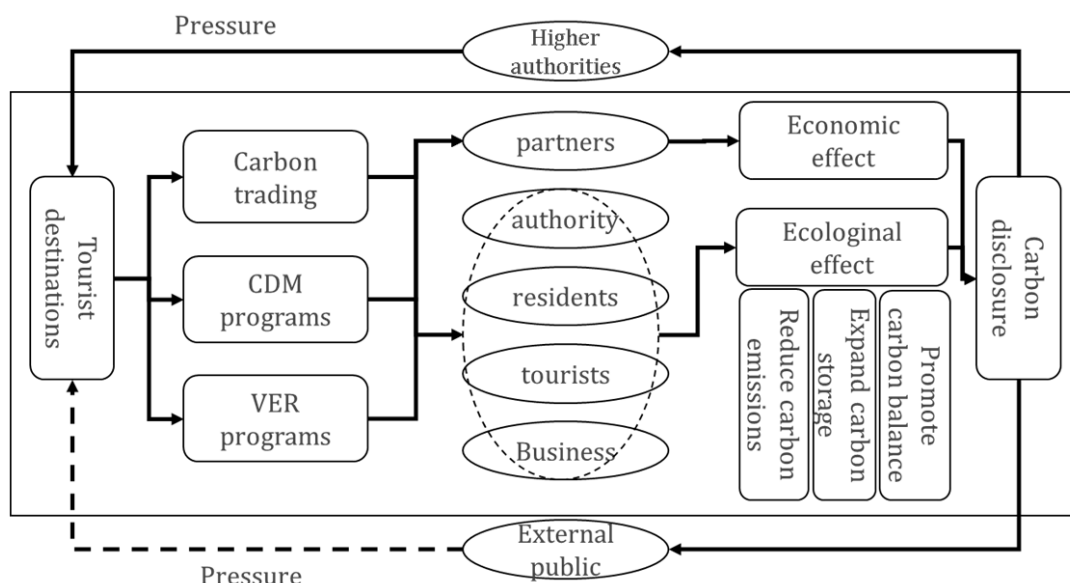 Pressure
Higher
authorities
Tourist
destinations
Carbon
trading
CDM
programs
VER
programs
partners
authority
residents
tourists
Business
Economic
effect
Ecologinal
effect
Reduce carbon
emissions
Expand carbon
storage
Promote
carbon balance
Carbon
disclosure
External
public
Pressure